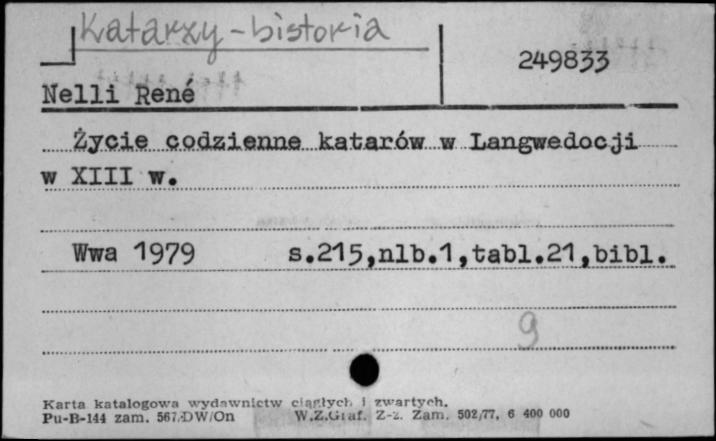 Katarzy - historia
249833
Nelli René
Życie codzienne katarów w Langwedocji
w XIII w.
Wwa 1979 s.215,nlb.1,tabl.21,bibl.
9
Karta katalogowa wydawnictw ciągłych i zwartych.
Pu-B-144 zam. 567/DW/On W.Z.Graf. Z-z. Zam. 502/77. 6 400 000